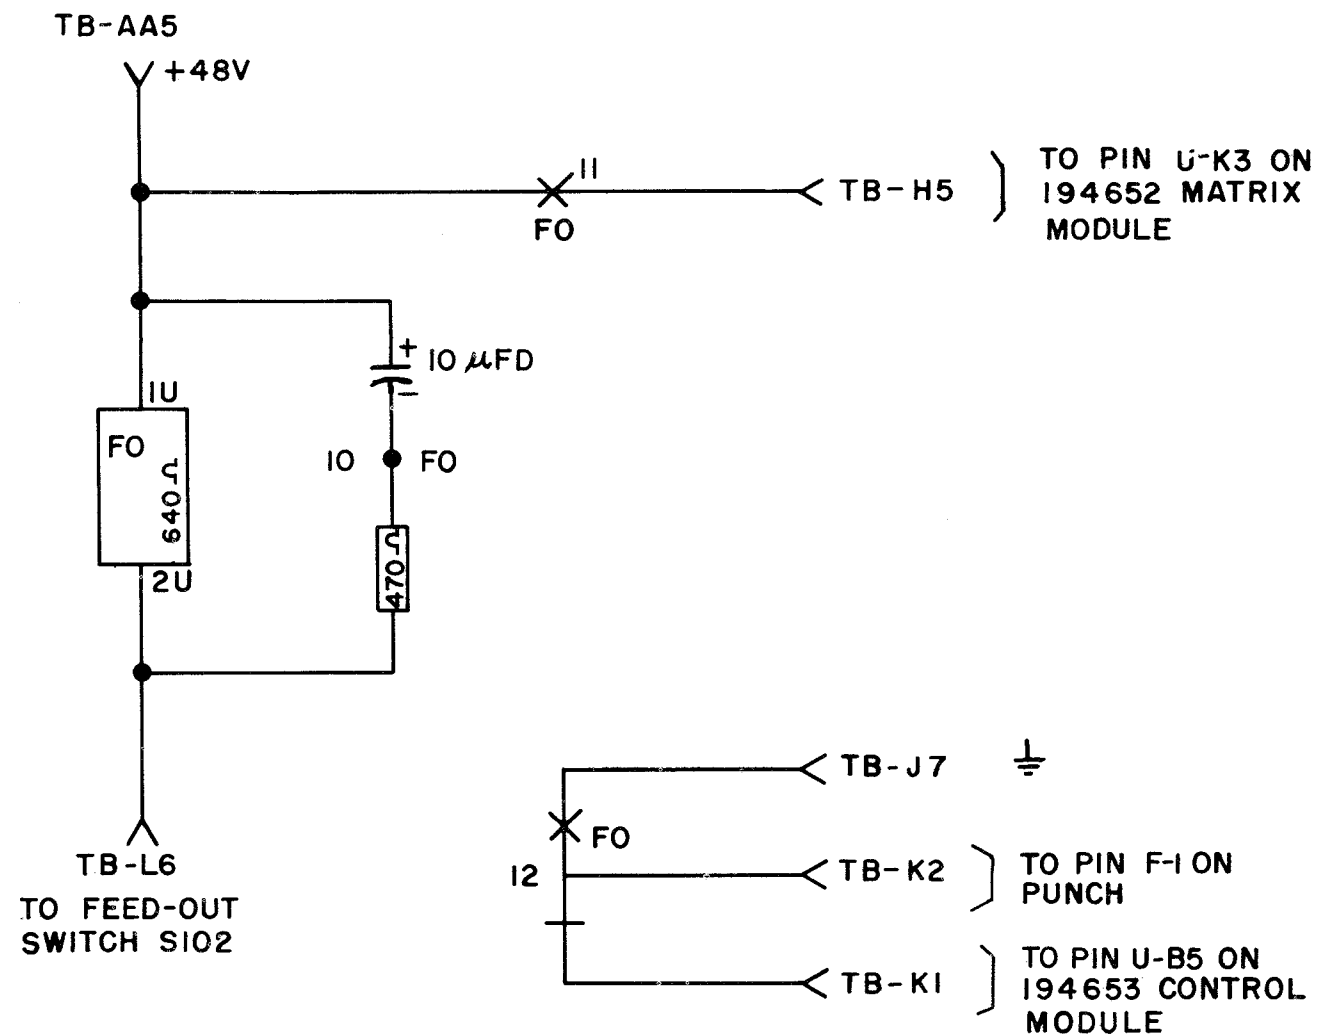 TB-AA5
+48V
11
TB-H5
TO PIN U-K3 ON
194652 MATRIX
MODULE
FO
+
10 μFD
-
1U
FO
640Ω
10
FO
470Ω
2U
TB-J7
FO
TB-L6
TO FEED-OUT
SWITCH S102
12
TB-K2
TO PIN F-1 ON
PUNCH
TB-K1
TO PIN U-B5 ON
194653 CONTROL
MODULE